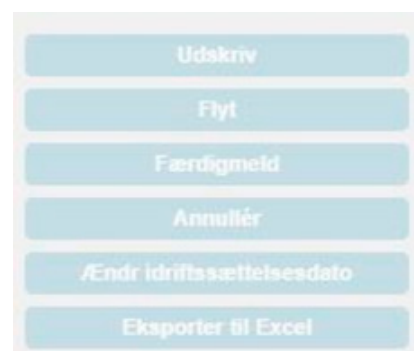 Udskriv
Flyt
Færdigmeld
Annullér
Ændr idriftssættelsesdato
Eksporter til Excel